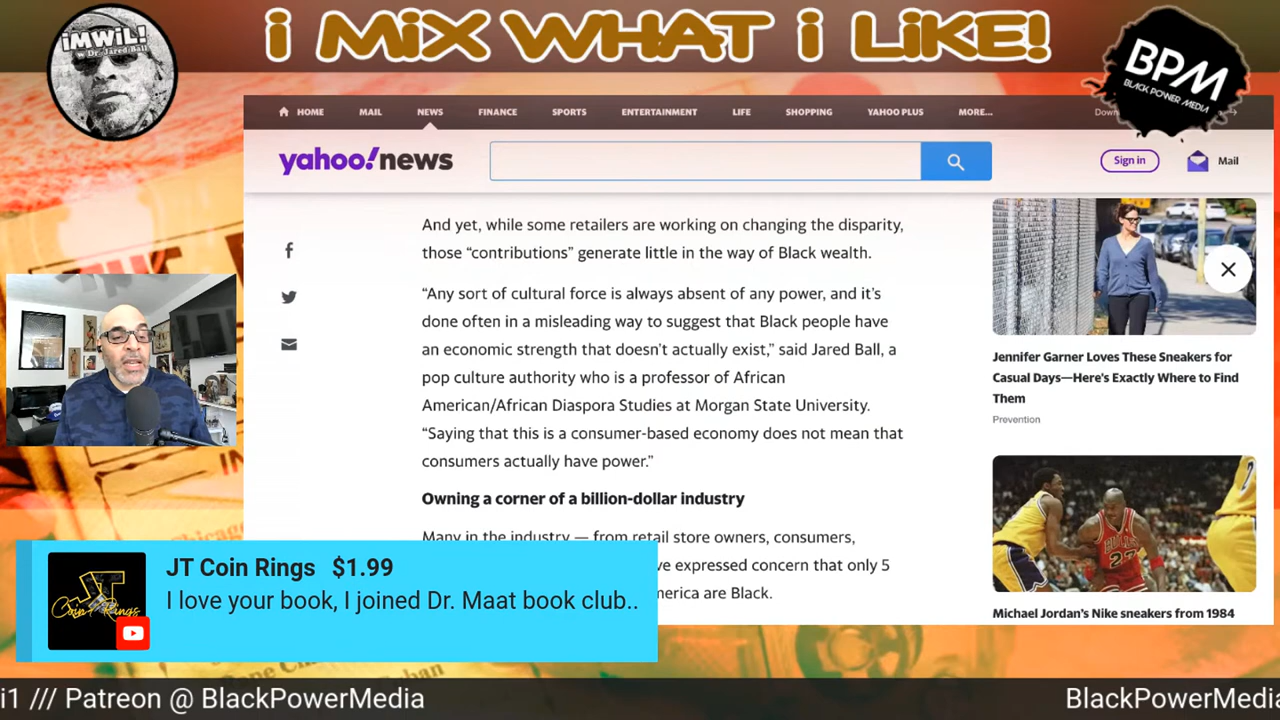 i MiX WHAT i LiKE!
iMWiL!
w Dr. Jared Ball
BPM
BLACK POWER MEDIA
HOME MAIL NEWS FINANCE SPORTS ENTERTAINMENT LIFE SHOPPING YAHOO PLUS MORE...
yahoo!news
Sign in
Mail
And yet, while some retailers are working on changing the disparity,
those “contributions” generate little in the way of Black wealth.
“Any sort of cultural force is always absent of any power, and it’s
done often in a misleading way to suggest that Black people have
an economic strength that doesn’t actually exist,” said Jared Ball, a
pop culture authority who is a professor of African
American/African Diaspora Studies at Morgan State University.
“Saying that this is a consumer-based economy does not mean that
consumers actually have power.”
Owning a corner of a billion-dollar industry
Many in the industry — from retail store owners, consumers,
ve expressed concern that only 5
merica are Black.
Jennifer Garner Loves These Sneakers for
Casual Days—Here’s Exactly Where to Find
Them
Prevention
BULLS
23
Michael Jordan’s Nike sneakers from 1984
JT
Coin Rings
JT Coin Rings $1.99
I love your book, I joined Dr. Maat book club..
i1 /// Patreon @ BlackPowerMedia
BlackPowerMedia